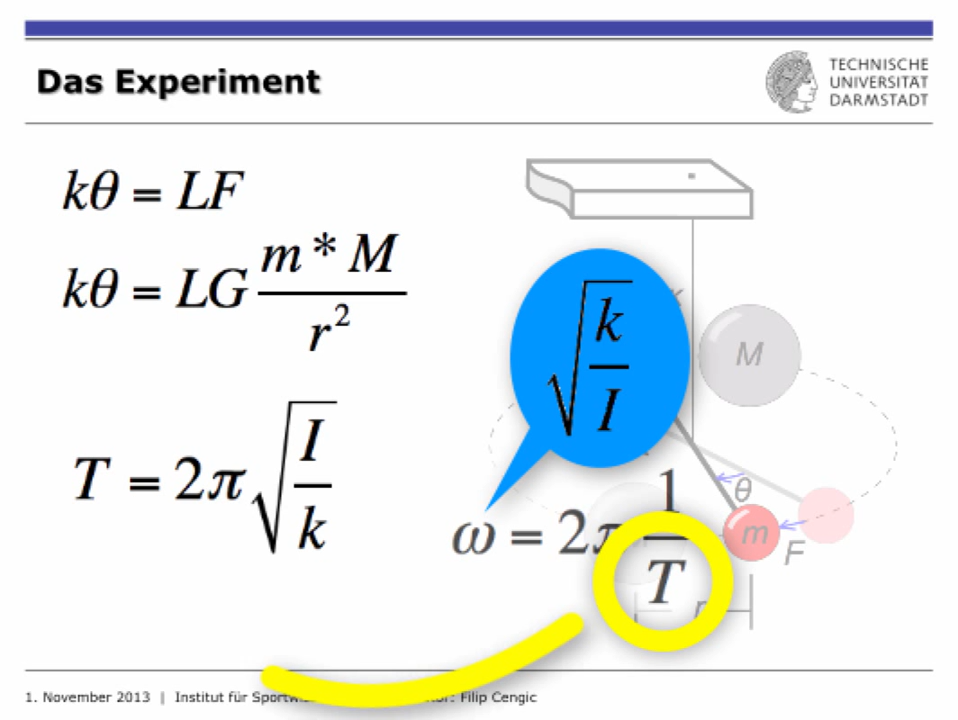 Das Experiment
TECHNISCHE
UNIVERSITÄT
DARMSTADT
kθ = LF
kθ = LG m * M / r²
T = 2π √(I / k)
√(k / I)
ω = 2π 1 / T
M
θ
m
F
r
1. November 2013 | Institut für Filip Cengic